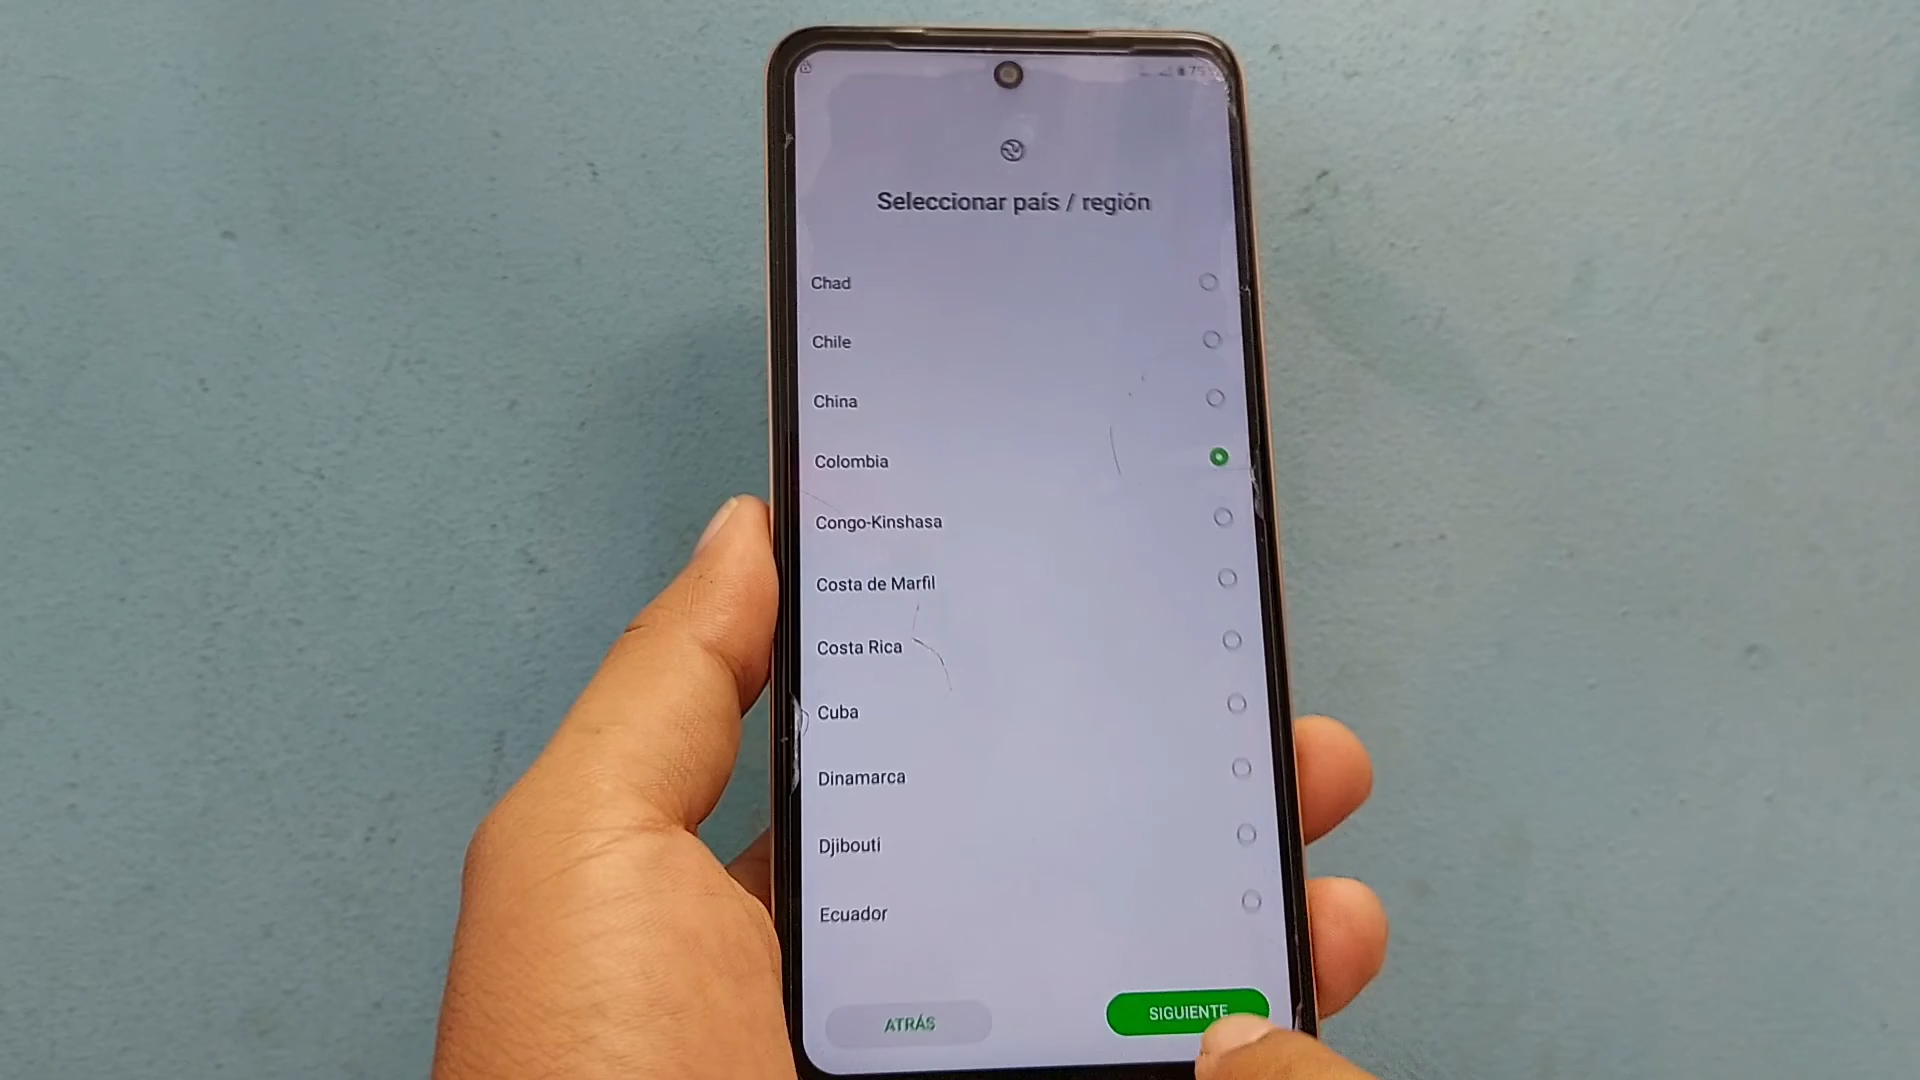 75
Seleccionar país / región
Chad
Chile
China
Colombia
Congo-Kinshasa
Costa de Marfil
Costa Rica
Cuba
Dinamarca
Djibouti
Ecuador
ATRÁS
SIGUIENTE